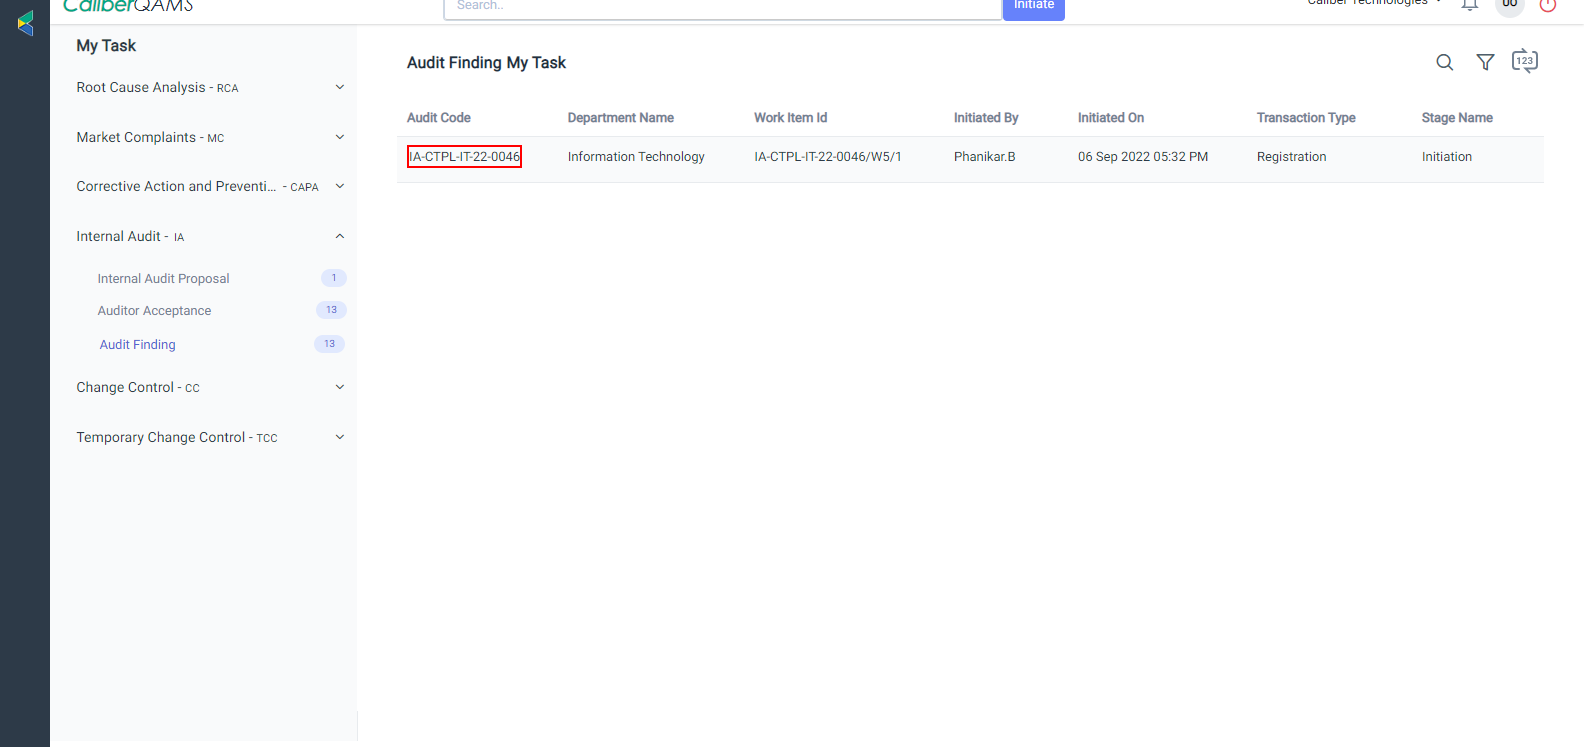 CaliberQAMS
Search..
Initiate
Caliber Technologies
00
My Task
Root Cause Analysis - RCA
Market Complaints - MC
Corrective Action and Preventi... - CAPA
Internal Audit - IA
Internal Audit Proposal 1
Auditor Acceptance 13
Audit Finding 13
Change Control - CC
Temporary Change Control - TCC
Audit Finding My Task
123
Audit Code Department Name Work Item Id Initiated By Initiated On Transaction Type Stage Name
IA-CTPL-IT-22-0046 Information Technology IA-CTPL-IT-22-0046/W5/1 Phanikar.B 06 Sep 2022 05:32 PM Registration Initiation